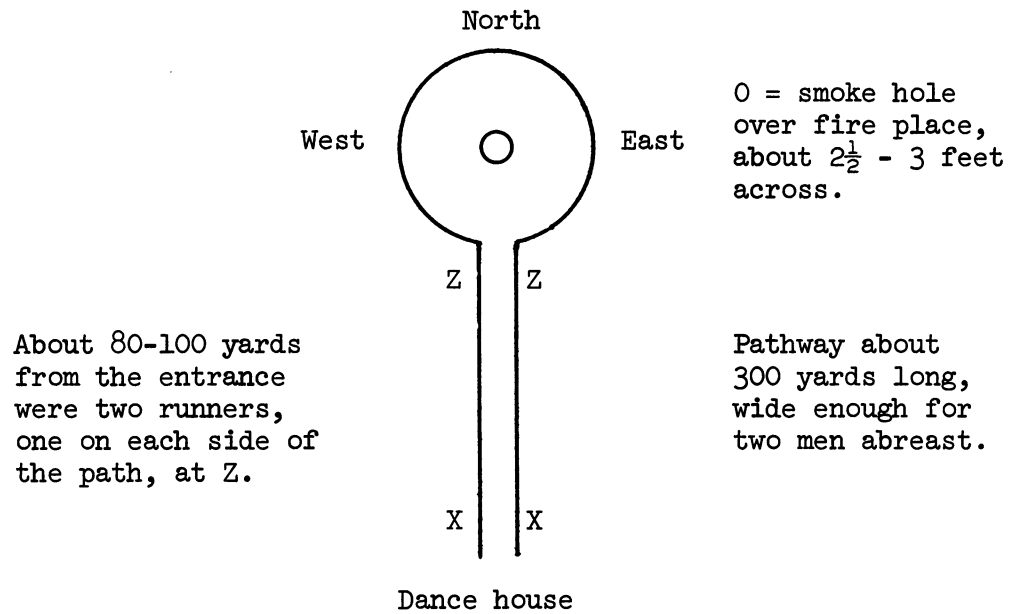 North
West
East
O = smoke hole
over fire place,
about 2½ - 3 feet
across.
Z
Z
About 80-100 yards
from the entrance
were two runners,
one on each side of
the path, at Z.
Pathway about
300 yards long,
wide enough for
two men abreast.
X
X
Dance house